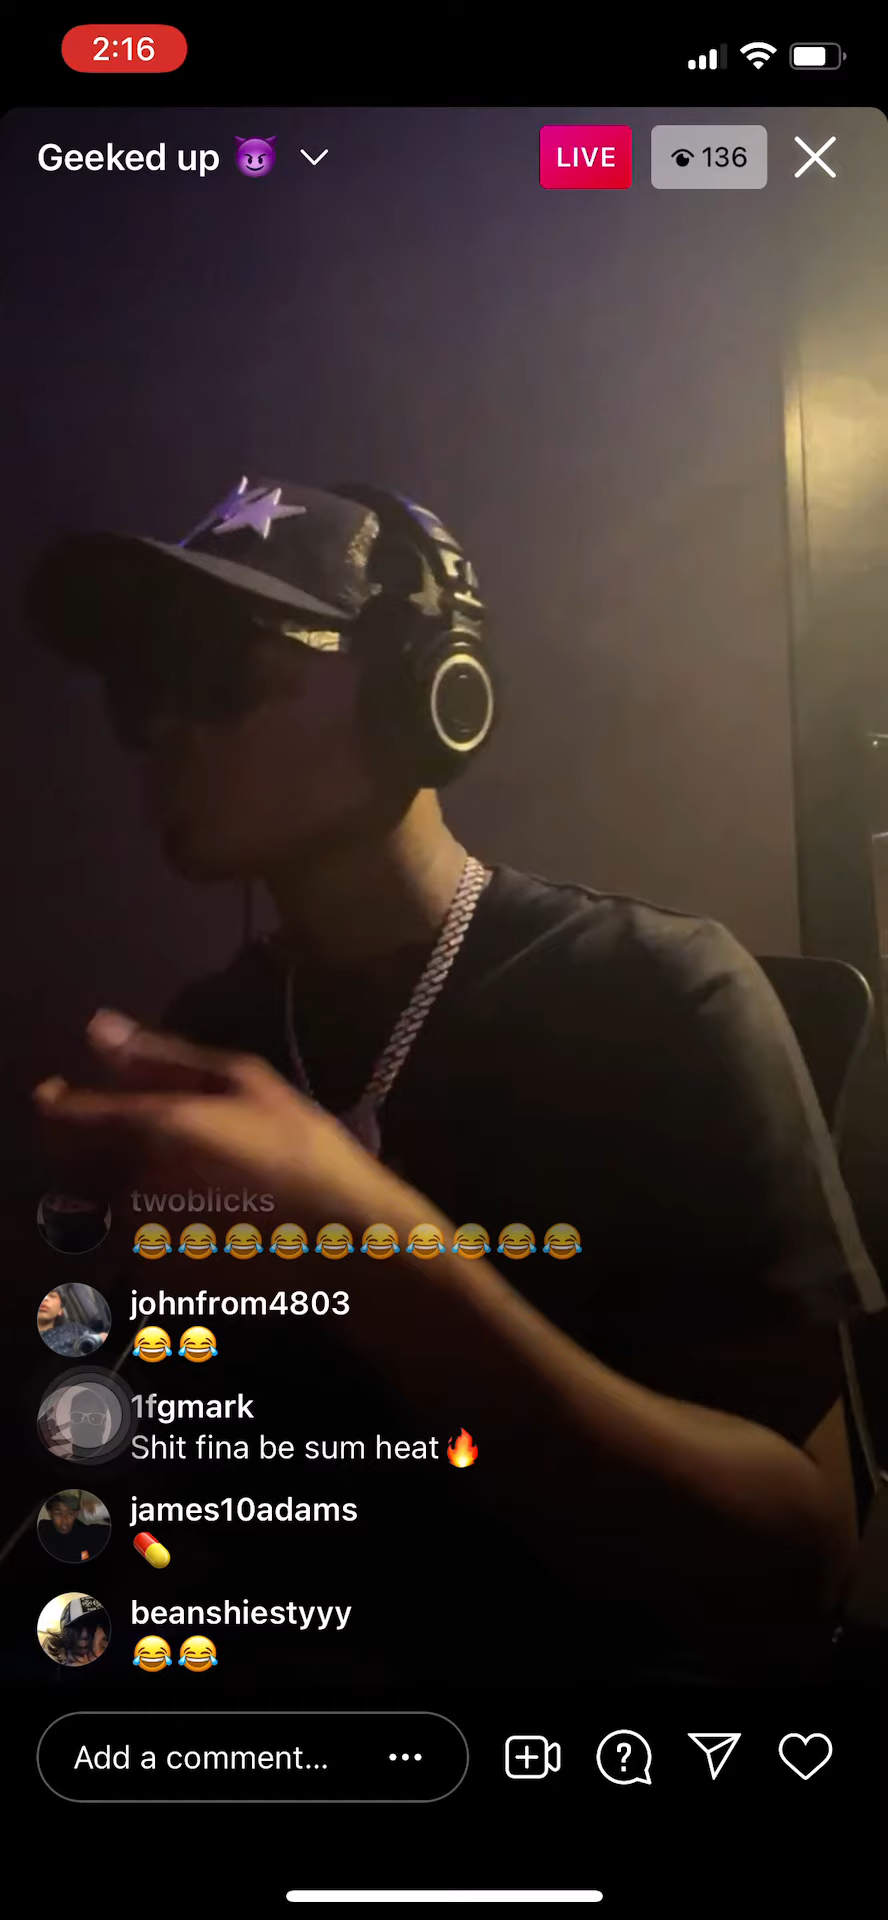 2:16
Geeked up 😈
LIVE
136
twoblicks
😂😂😂😂😂😂😂😂😂😂
johnfrom4803
😂😂
1fgmark
Shit fina be sum heat🔥
james10adams
💊
beanshiestyyy
😂😂
Add a comment...